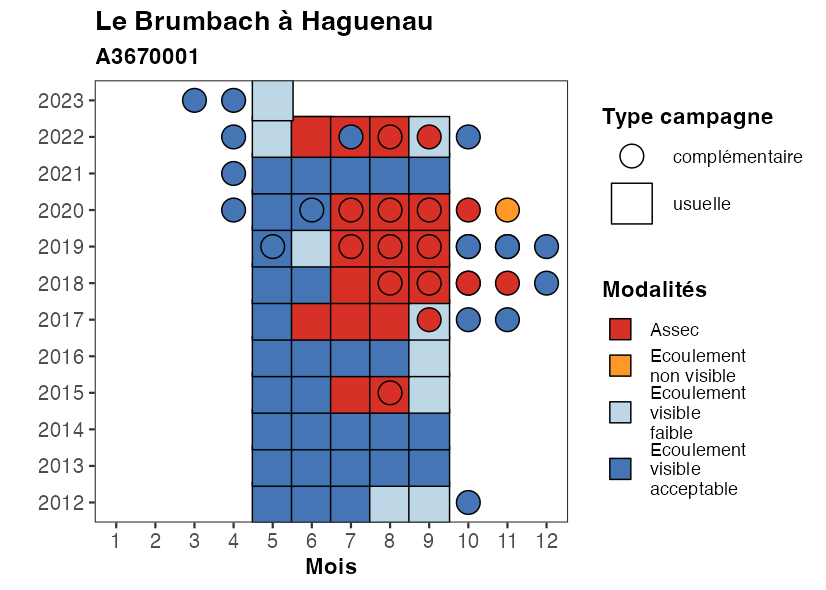 Le Brumbach à Haguenau
A3670001
2023
2022
2021
2020
2019
2018
2017
2016
2015
2014
2013
2012
1 2 3 4 5 6 7 8 9 10 11 12
Mois
Type campagne
complémentaire
usuelle
Modalités
Assec
Ecoulement
non visible
Ecoulement
visible
faible
Ecoulement
visible
acceptable